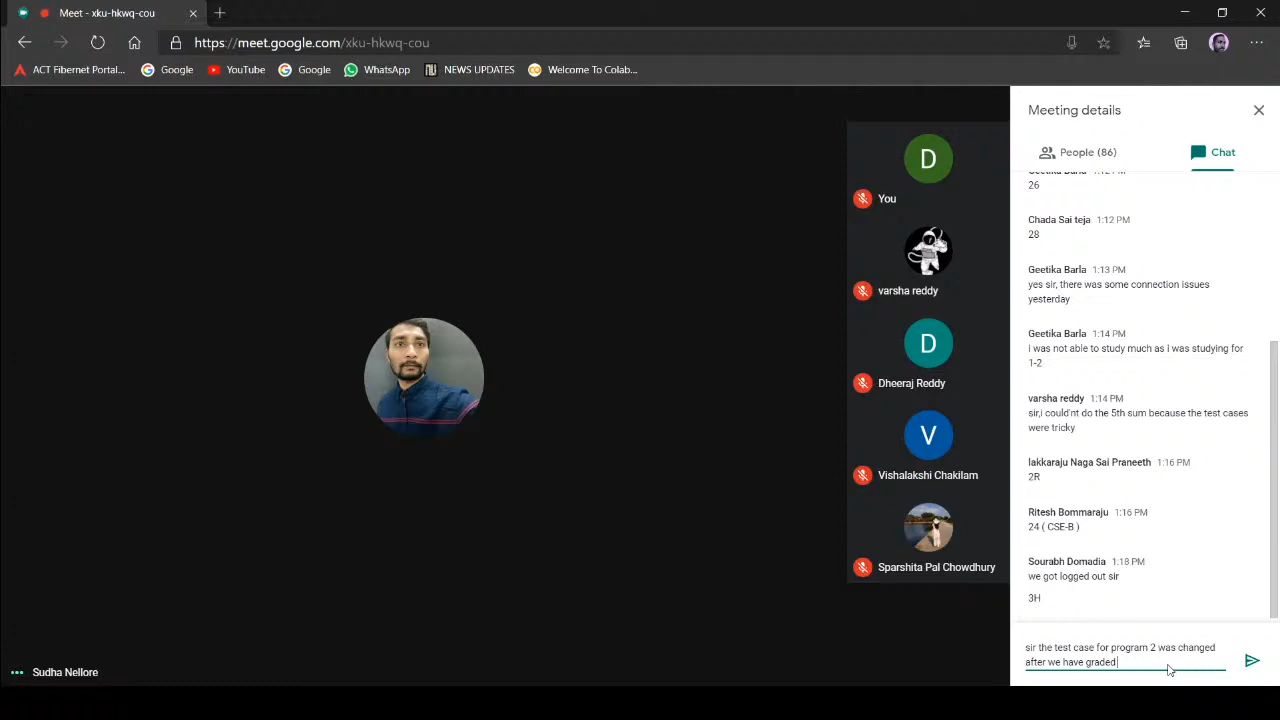 Meet - xku-hkwq-cou
https://meet.google.com/xku-hkwq-cou
ACT Fibernet Portal...
Google
YouTube
Google
WhatsApp
NEWS UPDATES
Welcome To Colab...
D
You
varsha reddy
D
Dheeraj Reddy
V
Vishalakshi Chakilam
Sparshita Pal Chowdhury
Sudha Nellore
Meeting details
People (86)
Chat
Geetika Barla 1:12 PM
26
Chada Sai teja 1:12 PM
28
Geetika Barla 1:13 PM
yes sir, there was some connection issues
yesterday
Geetika Barla 1:14 PM
i was not able to study much as i was studying for
1-2
varsha reddy 1:14 PM
sir,i could'nt do the 5th sum because the test cases
were tricky
lakkaraju Naga Sai Praneeth 1:16 PM
2R
Ritesh Bommaraju 1:16 PM
24 ( CSE-B )
Sourabh Domadia 1:18 PM
we got logged out sir
3H
sir the test case for program 2 was changed
after we have graded